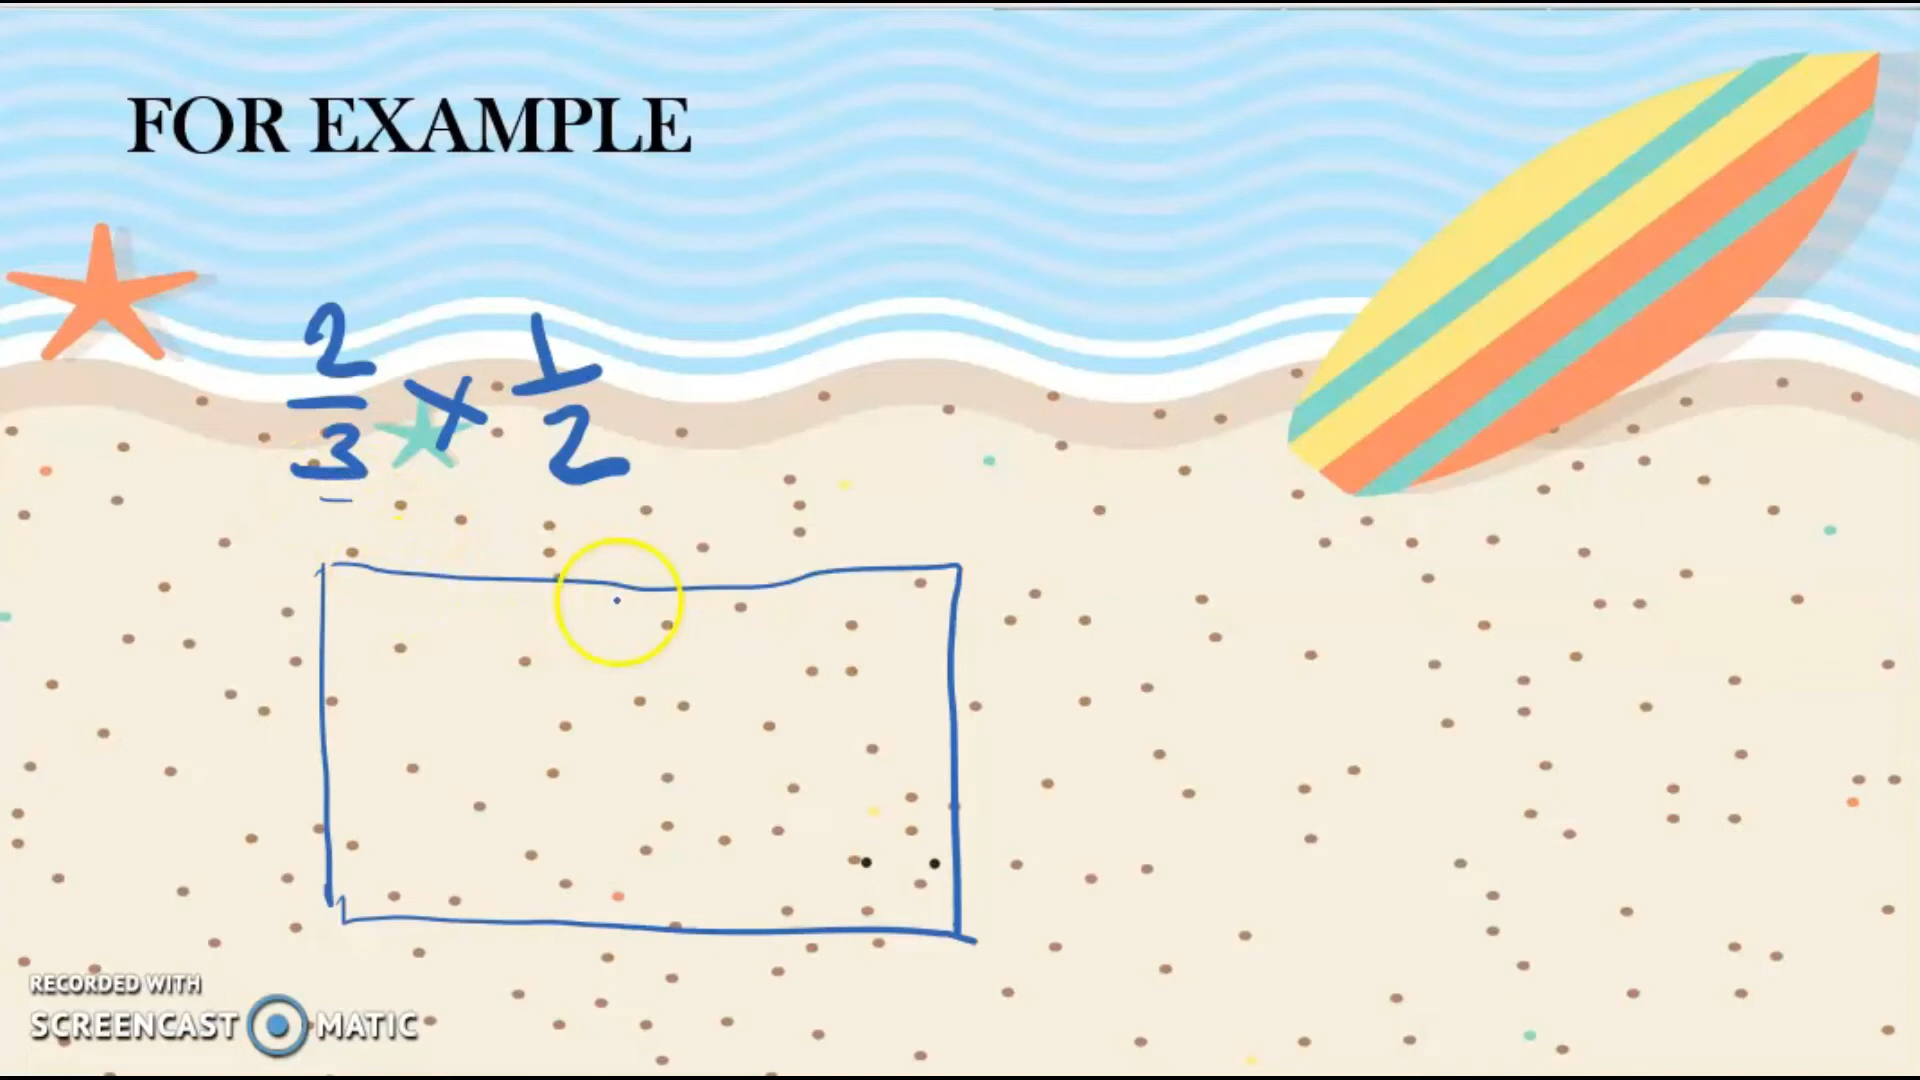 FOR EXAMPLE
2/3 × 1/2
RECORDED WITH
SCREENCAST MATIC